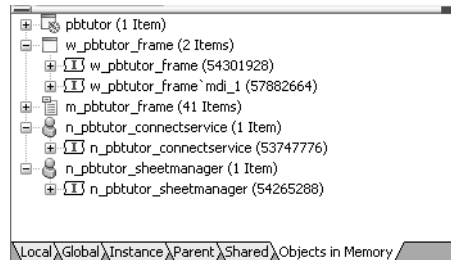 pbtutor (1 Item)
w_pbtutor_frame (2 Items)
w_pbtutor_frame (54301928)
w_pbtutor_frame`mdi_1 (57882664)
m_pbtutor_frame (41 Items)
n_pbtutor_connectservice (1 Item)
n_pbtutor_connectservice (53747776)
n_pbtutor_sheetmanager (1 Item)
n_pbtutor_sheetmanager (54265288)
Local Global Instance Parent Shared Objects in Memory